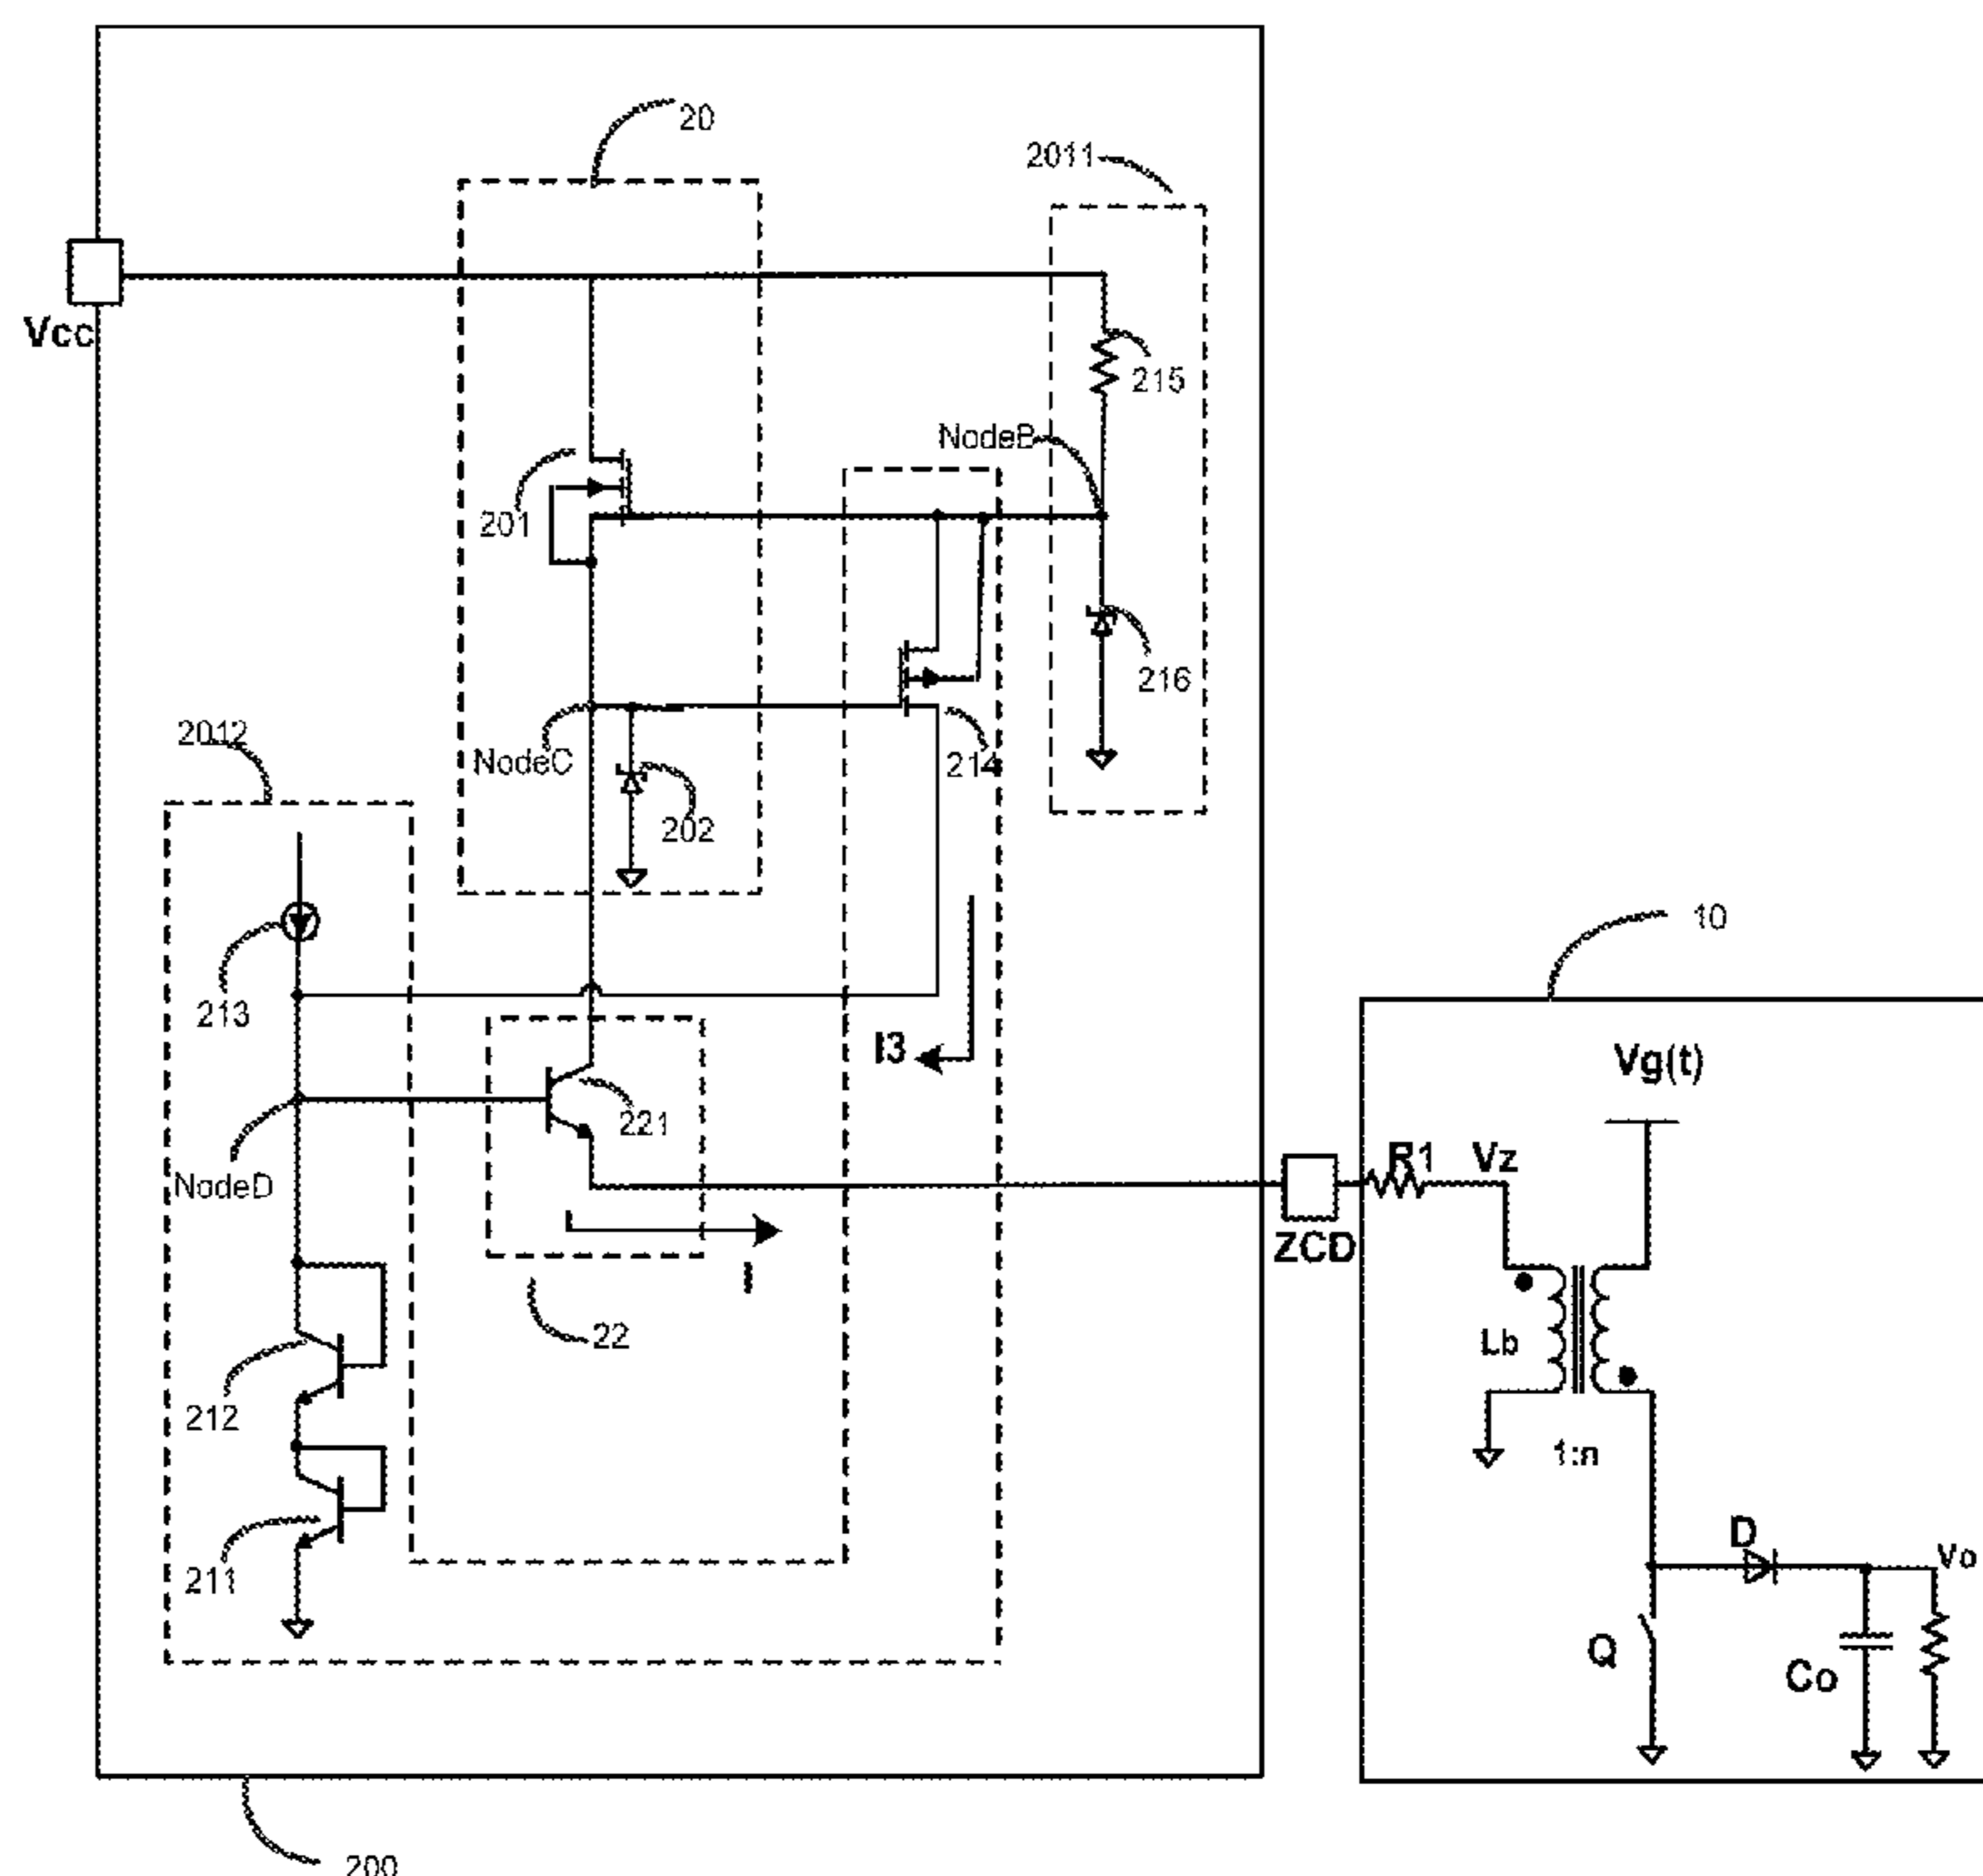 20
2011
Vcc
215
NodeB
201
216
2012
NodeC
214
202
213
10
I3
Vg(t)
221
R1
Vz
NodeD
ZCD
I
22
Lb
212
1:n
D
Vo
211
Q
Co
200